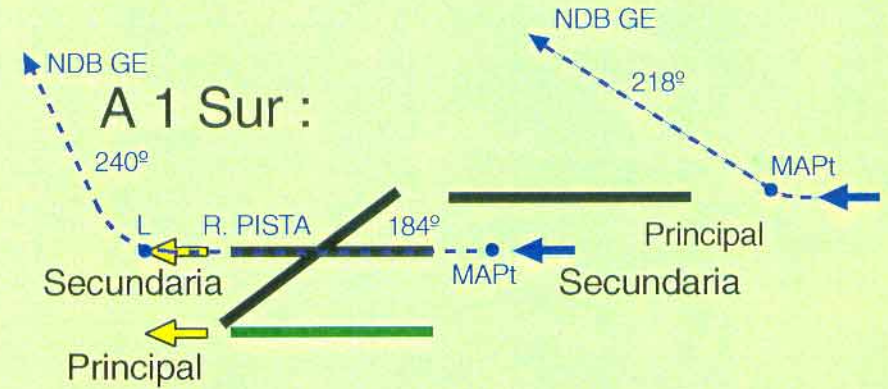 NDB GE
218º
MAPt
NDB GE
A 1 Sur :
240º
L
R. PISTA
184º
MAPt
Principal
Secundaria
Secundaria
Principal